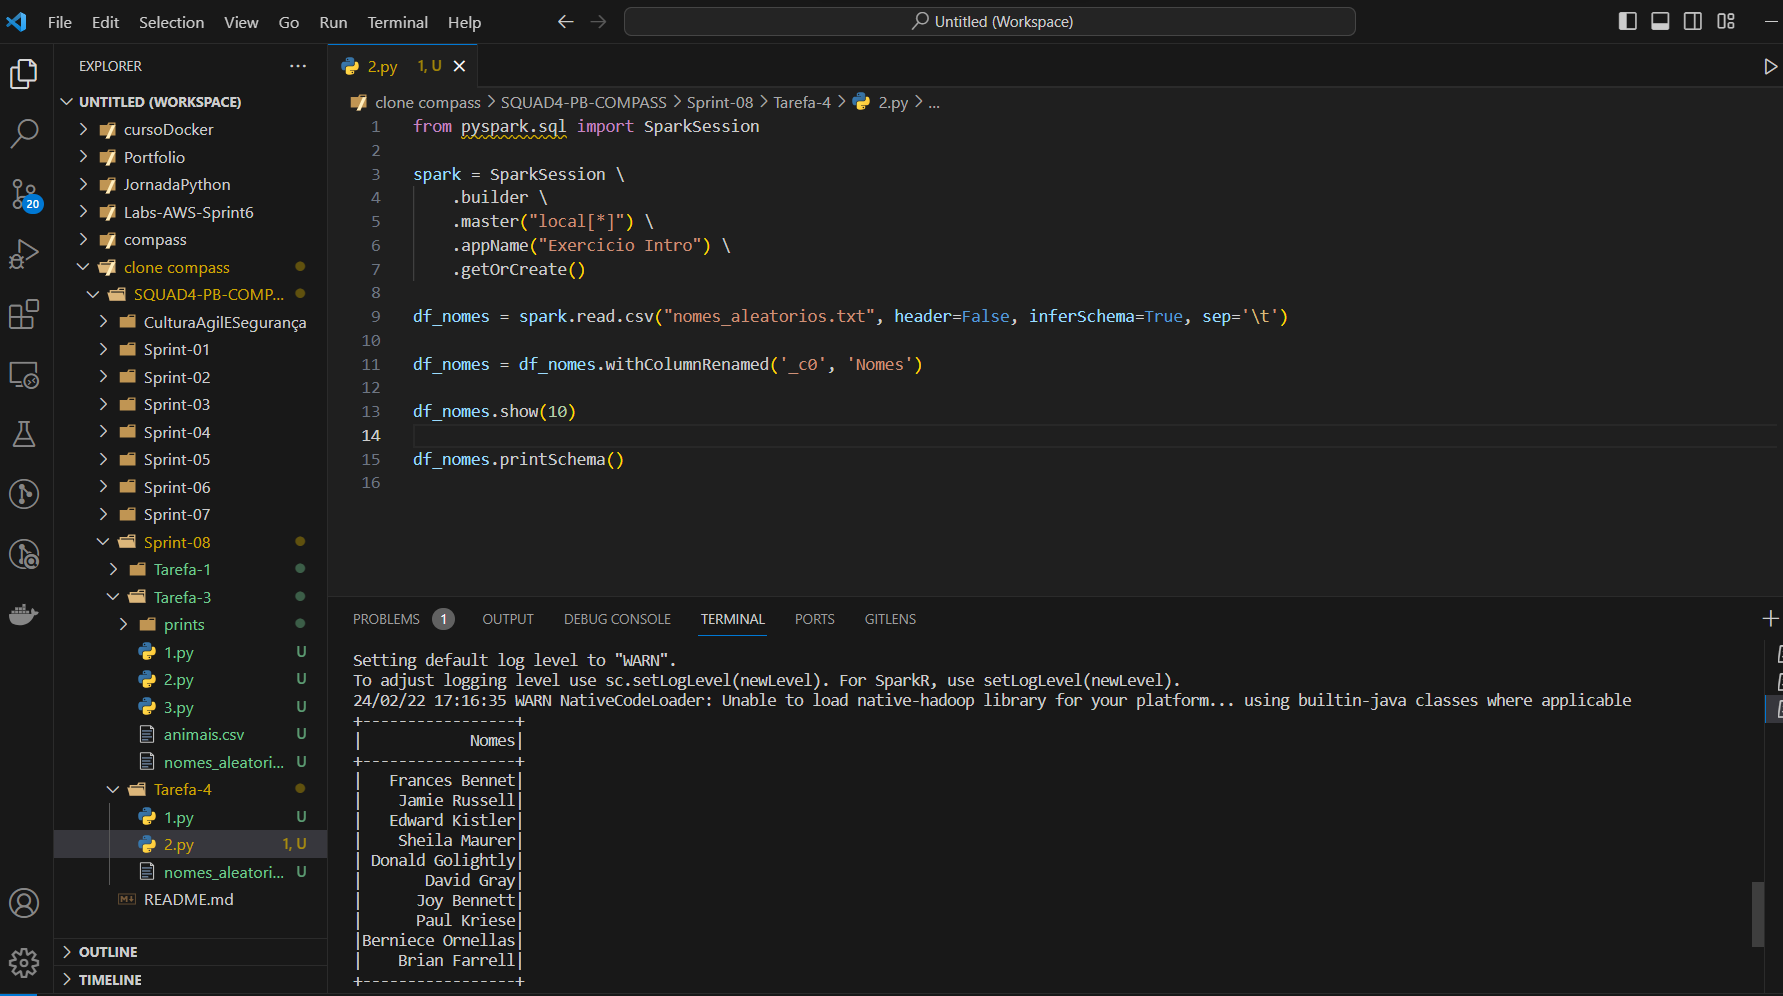 File Edit Selection View Go Run Terminal Help
Untitled (Workspace)
EXPLORER
UNTITLED (WORKSPACE)
cursoDocker
Portfolio
JornadaPython
Labs-AWS-Sprint6
compass
clone compass
SQUAD4-PB-COMP...
CulturaAgilESegurança
Sprint-01
Sprint-02
Sprint-03
Sprint-04
Sprint-05
Sprint-06
Sprint-07
Sprint-08
Tarefa-1
Tarefa-3
prints
1.py U
2.py U
3.py U
animais.csv U
nomes_aleatori... U
Tarefa-4
1.py U
2.py 1, U
nomes_aleatori... U
README.md
OUTLINE
TIMELINE
20
2.py 1, U
clone compass > SQUAD4-PB-COMPASS > Sprint-08 > Tarefa-4 > 2.py > ...
1 from pyspark.sql import SparkSession
2
3 spark = SparkSession \
4 .builder \
5 .master("local[*]") \
6 .appName("Exercicio Intro") \
7 .getOrCreate()
8
9 df_nomes = spark.read.csv("nomes_aleatorios.txt", header=False, inferSchema=True, sep='\t')
10
11 df_nomes = df_nomes.withColumnRenamed('_c0', 'Nomes')
12
13 df_nomes.show(10)
14
15 df_nomes.printSchema()
16
PROBLEMS 1 OUTPUT DEBUG CONSOLE TERMINAL PORTS GITLENS
Setting default log level to "WARN".
To adjust logging level use sc.setLogLevel(newLevel). For SparkR, use setLogLevel(newLevel).
24/02/22 17:16:35 WARN NativeCodeLoader: Unable to load native-hadoop library for your platform... using builtin-java classes where applicable
+-----------------+
| Nomes|
+-----------------+
| Frances Bennet|
| Jamie Russell|
| Edward Kistler|
| Sheila Maurer|
| Donald Golightly|
| David Gray|
| Joy Bennett|
| Paul Kriese|
|Berniece Ornellas|
| Brian Farrell|
+-----------------+